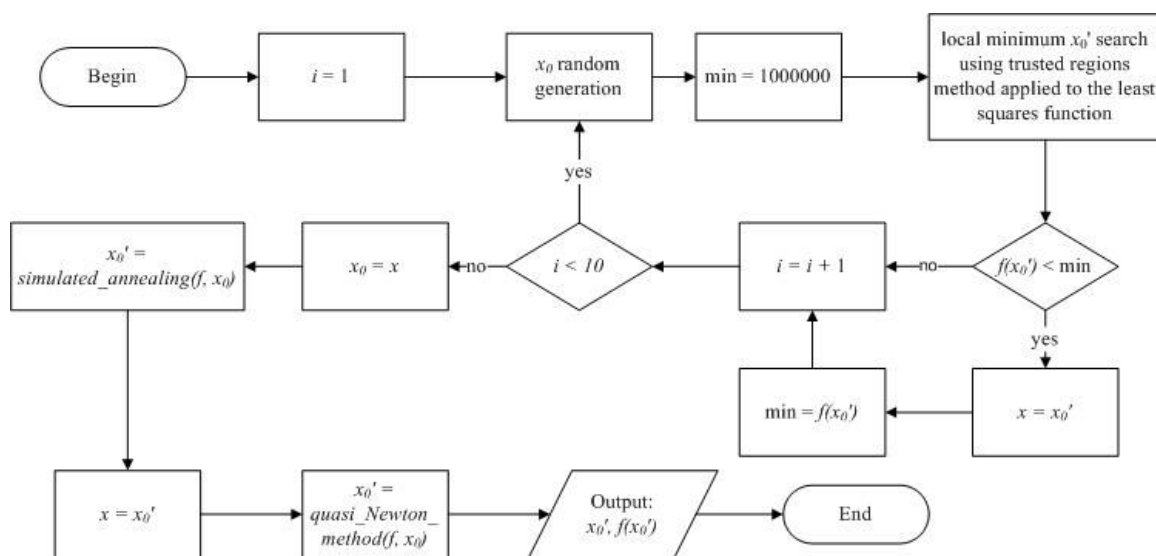 Begin
i = 1
x₀ random
generation
min = 1000000
local minimum x₀' search
using trusted regions
method applied to the least
squares function
yes
x₀' =
simulated_annealing(f, x₀)
x₀ = x
no
i < 10
i = i + 1
no
f(x₀') < min
yes
min = f(x₀')
x = x₀'
x = x₀'
x₀' =
quasi_Newton_
method(f, x₀)
Output:
x₀', f(x₀')
End